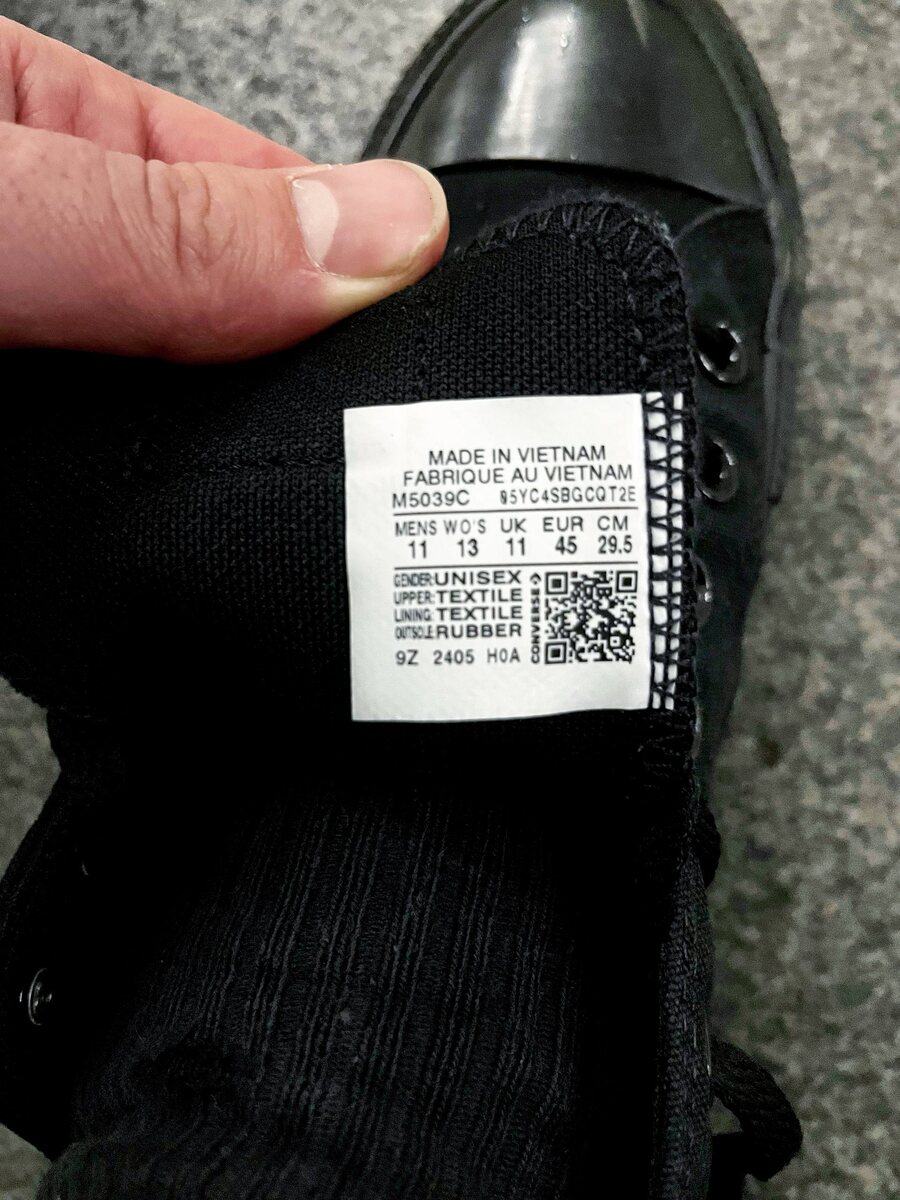 MADE IN VIETNAM
FABRIQUE AU VIETNAM
M5039C 95YC4SBGCQT2E
MENS WO'S UK EUR CM
11 13 11 45 29.5
GENDER: UNISEX
UPPER: TEXTILE
LINING: TEXTILE
OUTSOLE: RUBBER
CONVERSE
9Z 2405 H0A